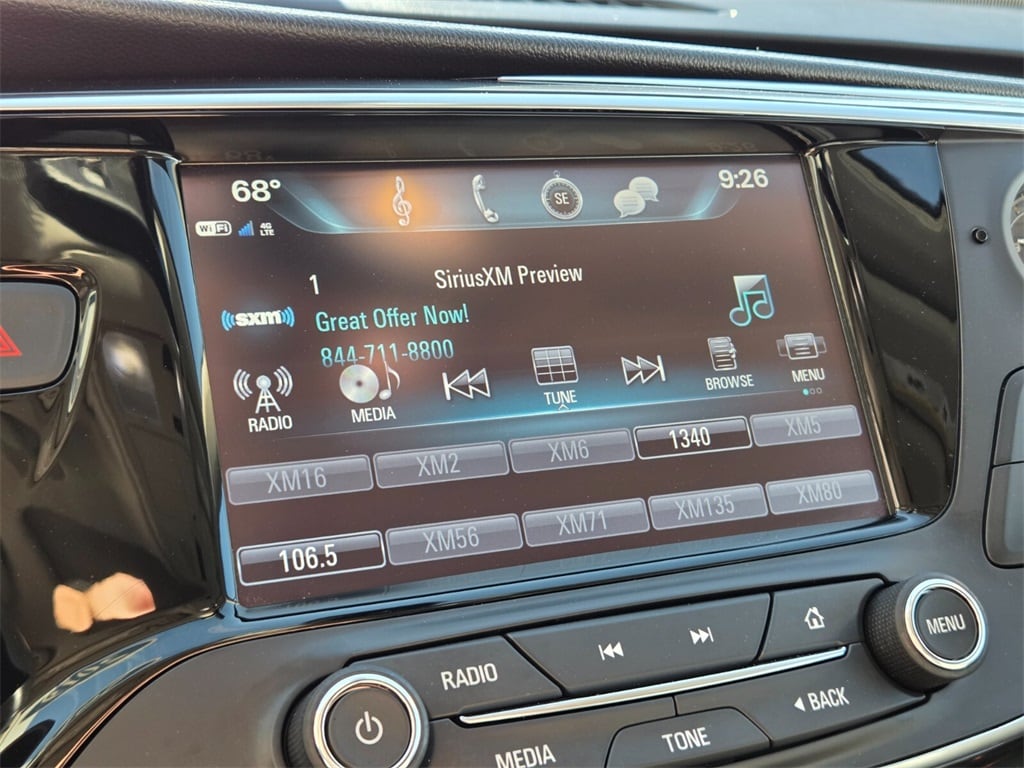 68° SE 9:26
WiFi 4G LTE
1 SiriusXM Preview
((sxm)) Great Offer Now!
844-711-8800
RADIO MEDIA TUNE BROWSE MENU
XM16 XM2 XM6 1340 XM5
106.5 XM56 XM71 XM135 XM80
RADIO MENU
MEDIA TONE BACK